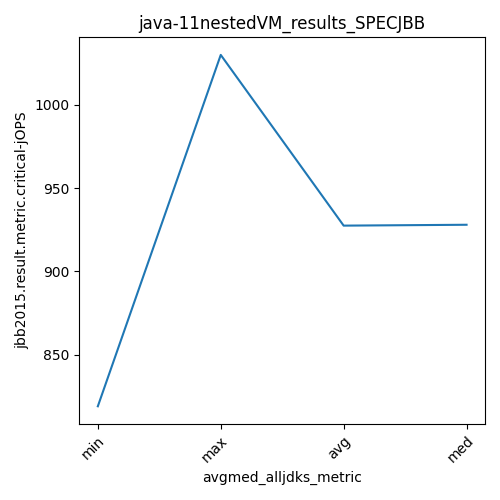 java-11nestedVM_results_SPECJBB
jbb2015.result.metric.critical-jOPS
1000
950
900
850
min
max
avg
med
avgmed_alljdks_metric